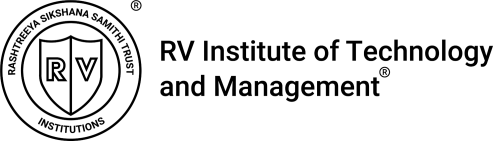 RASHTREEYA SIKSHANA SAMITHI TRUST
®
RV
INSTITUTIONS
RV Institute of Technology
and Management®